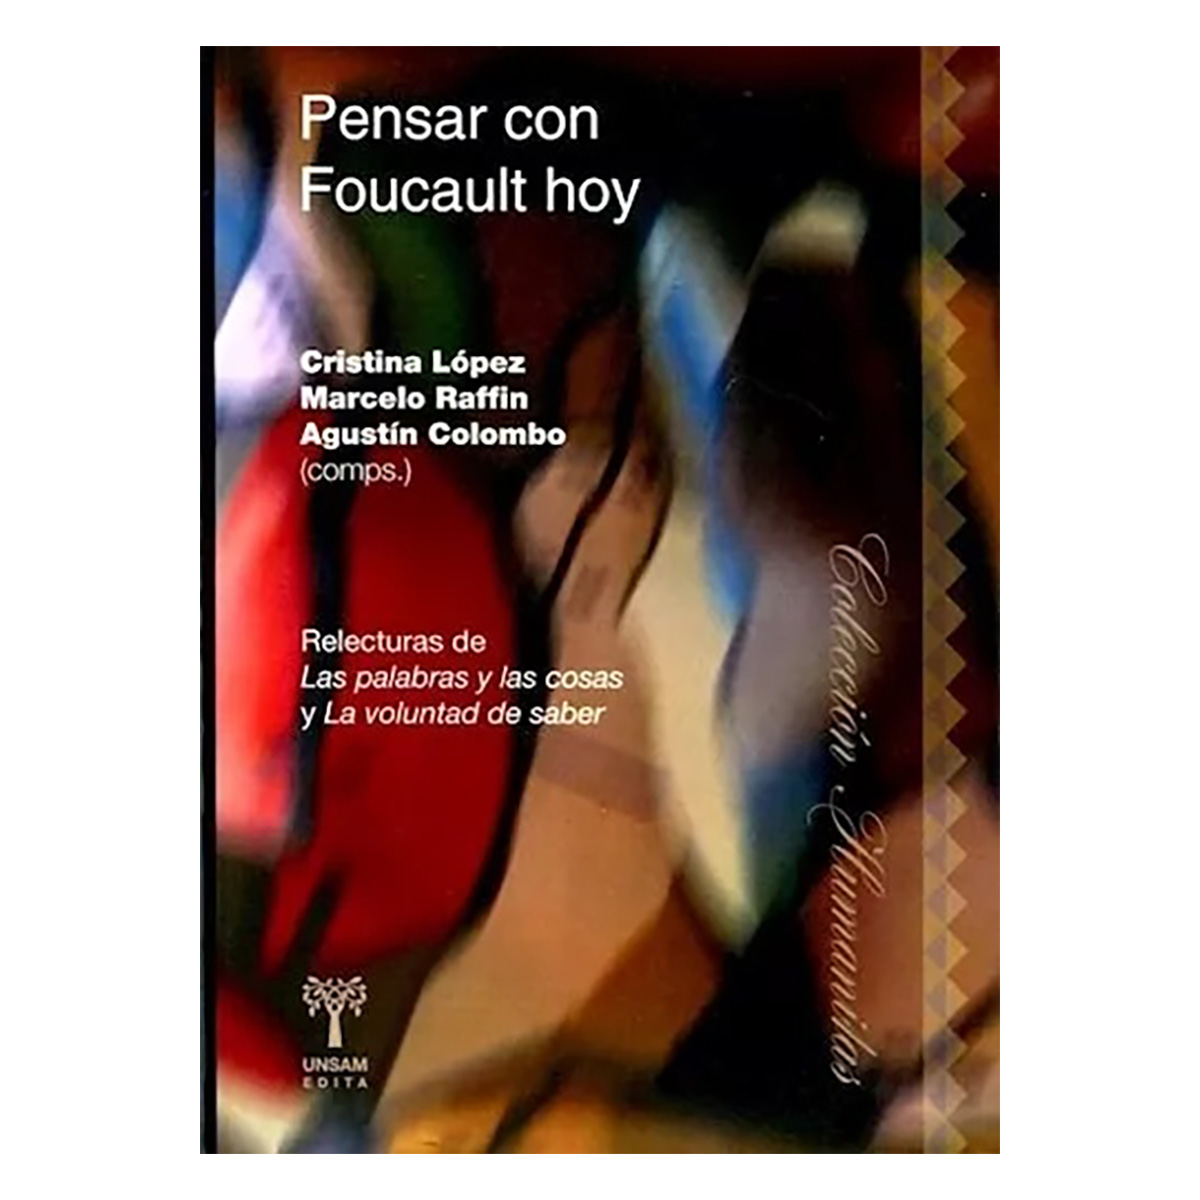 Pensar con
Foucault hoy
Cristina López
Marcelo Raffin
Agustín Colombo
(comps.)
Relecturas de
Las palabras y las cosas
y La voluntad de saber
Colección Humanitas
UNSAM
EDITA